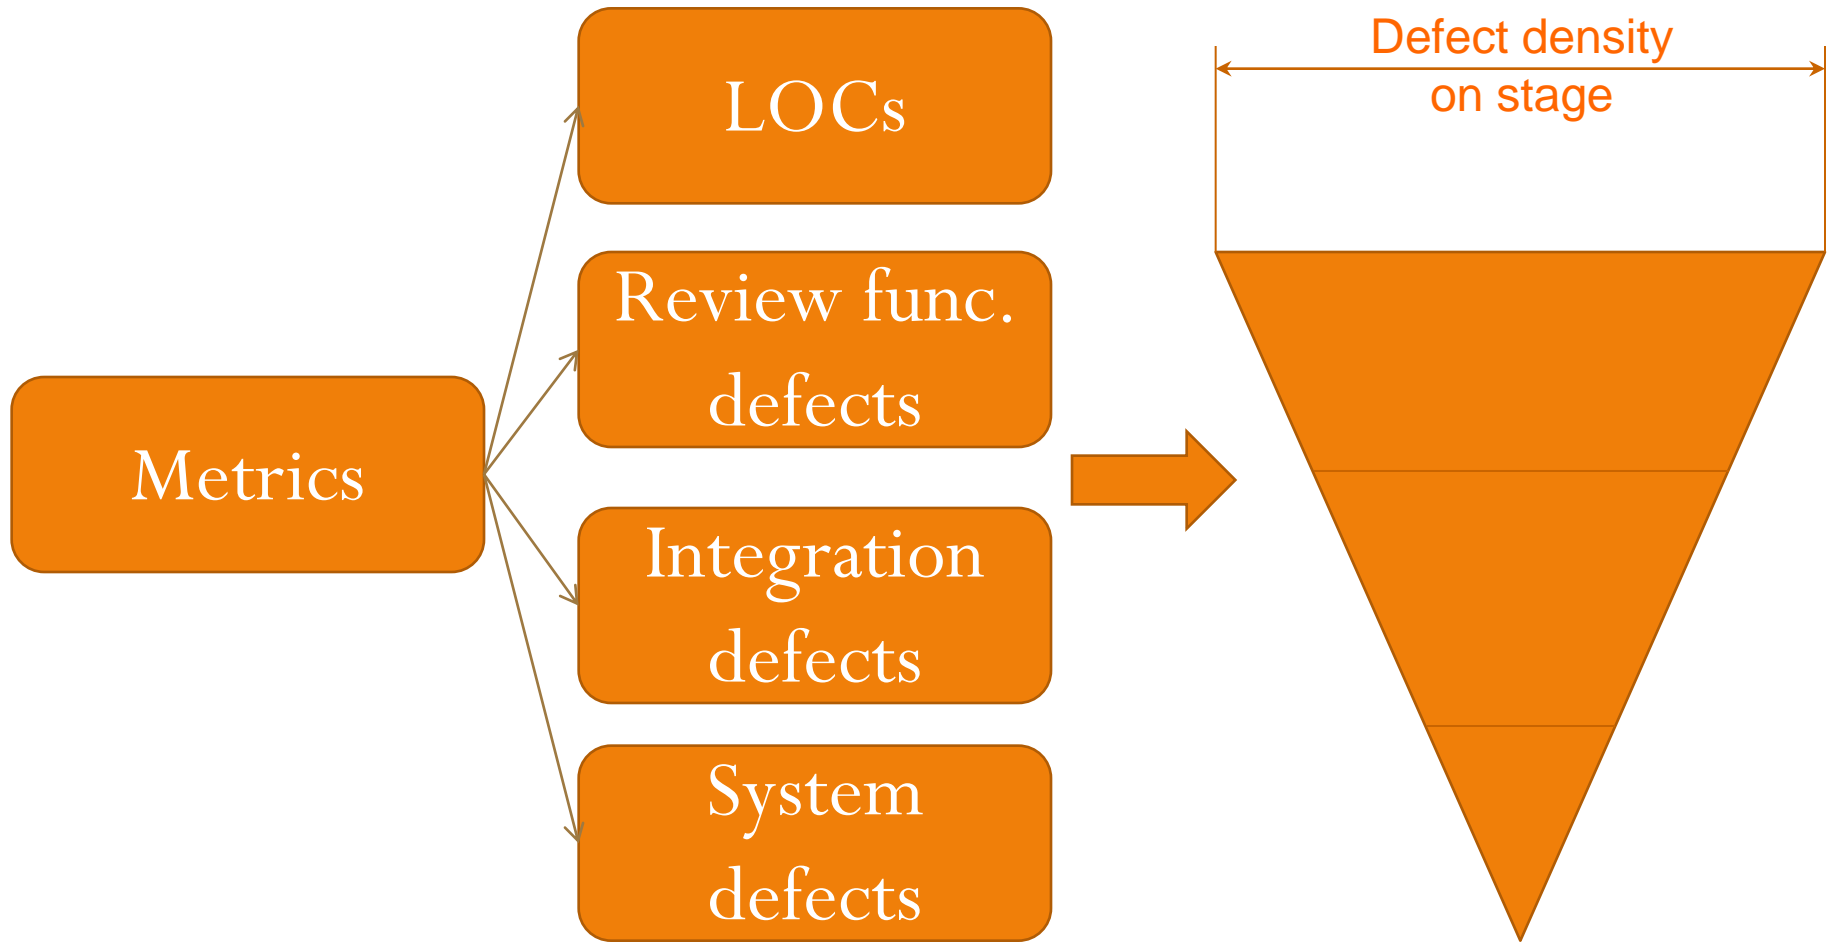 Metrics
LOCs
Review func.
defects
Integration
defects
System
defects
Defect density
on stage